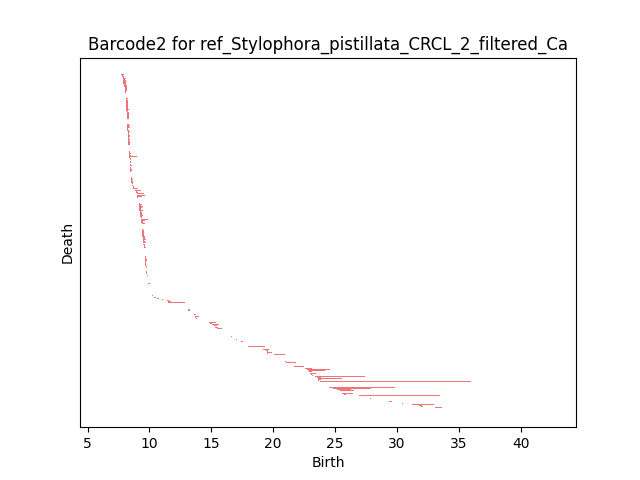 Barcode2 for ref_Stylophora_pistillata_CRCL_2_filtered_Ca
Death
5 10 15 20 25 30 35 40
Birth